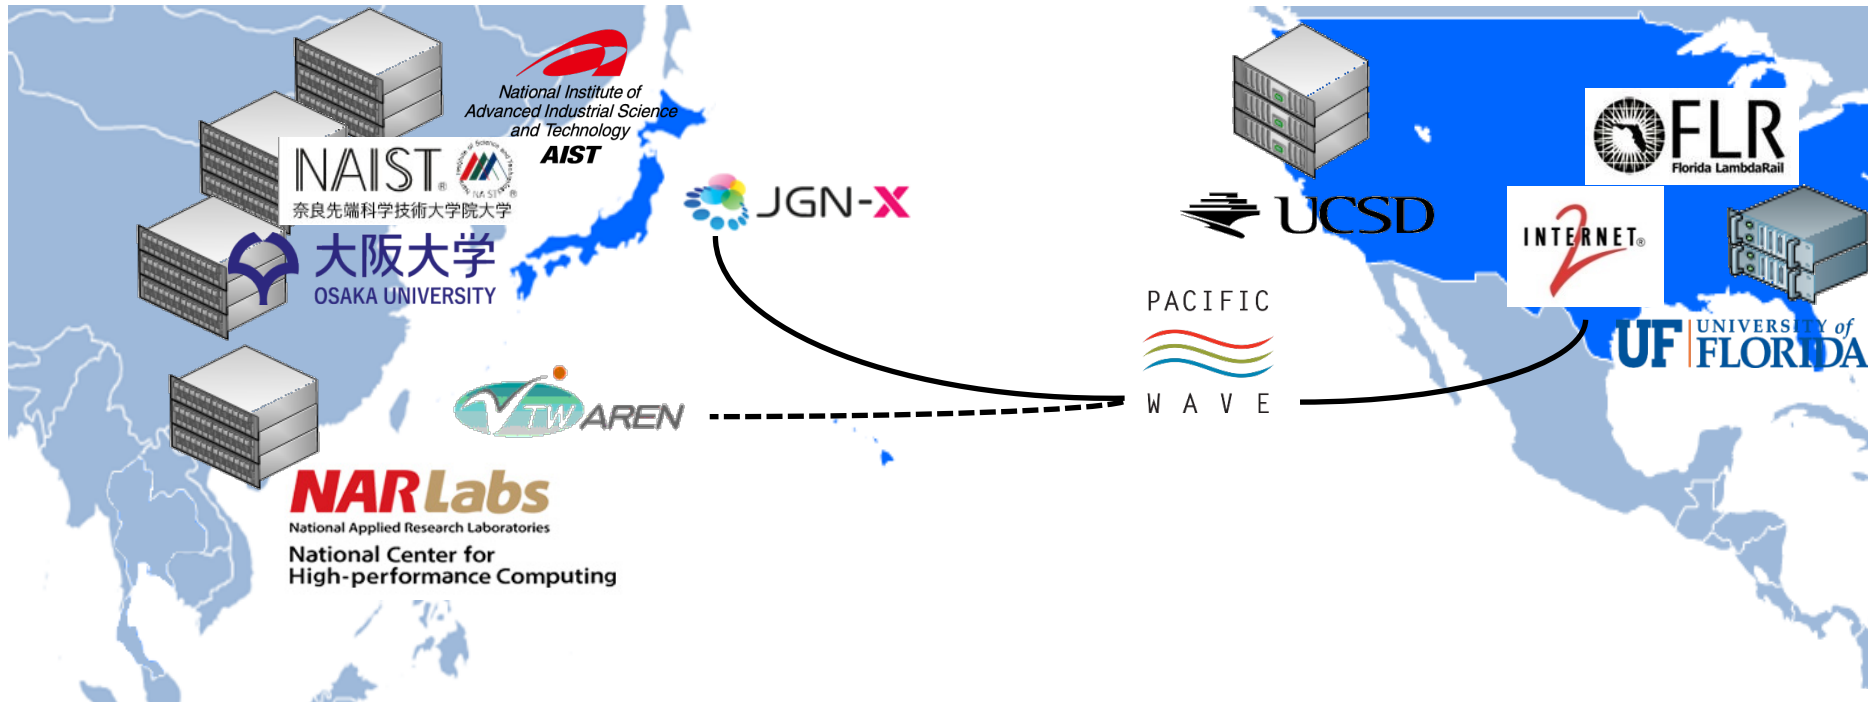 National Institute of
Advanced Industrial Science
and Technology
AIST
NAIST®
奈良先端科学技術大学院大学
大阪大学
OSAKA UNIVERSITY
JGN-X
TWAREN
NARLabs
National Applied Research Laboratories
National Center for
High-performance Computing
PACIFIC
WAVE
UCSD
FLR
Florida LambdaRail
INTERNET®
2
UF UNIVERSITY of
FLORIDA